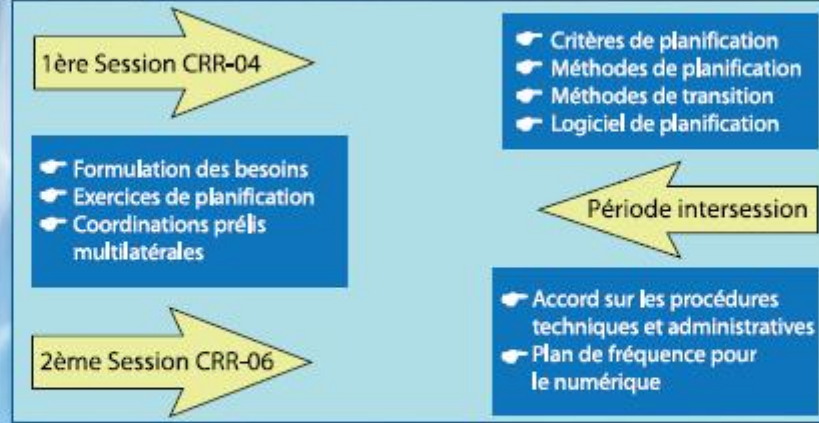 1ère Session CRR-04
☛ Critères de planification
☛ Méthodes de planification
☛ Méthodes de transition
☛ Logiciel de planification
Période intersession
☛ Formulation des besoins
☛ Exercices de planification
☛ Coordinations prélis
multilatérales
2ème Session CRR-06
☛ Accord sur les procédures
techniques et administratives
☛ Plan de fréquence pour
le numérique